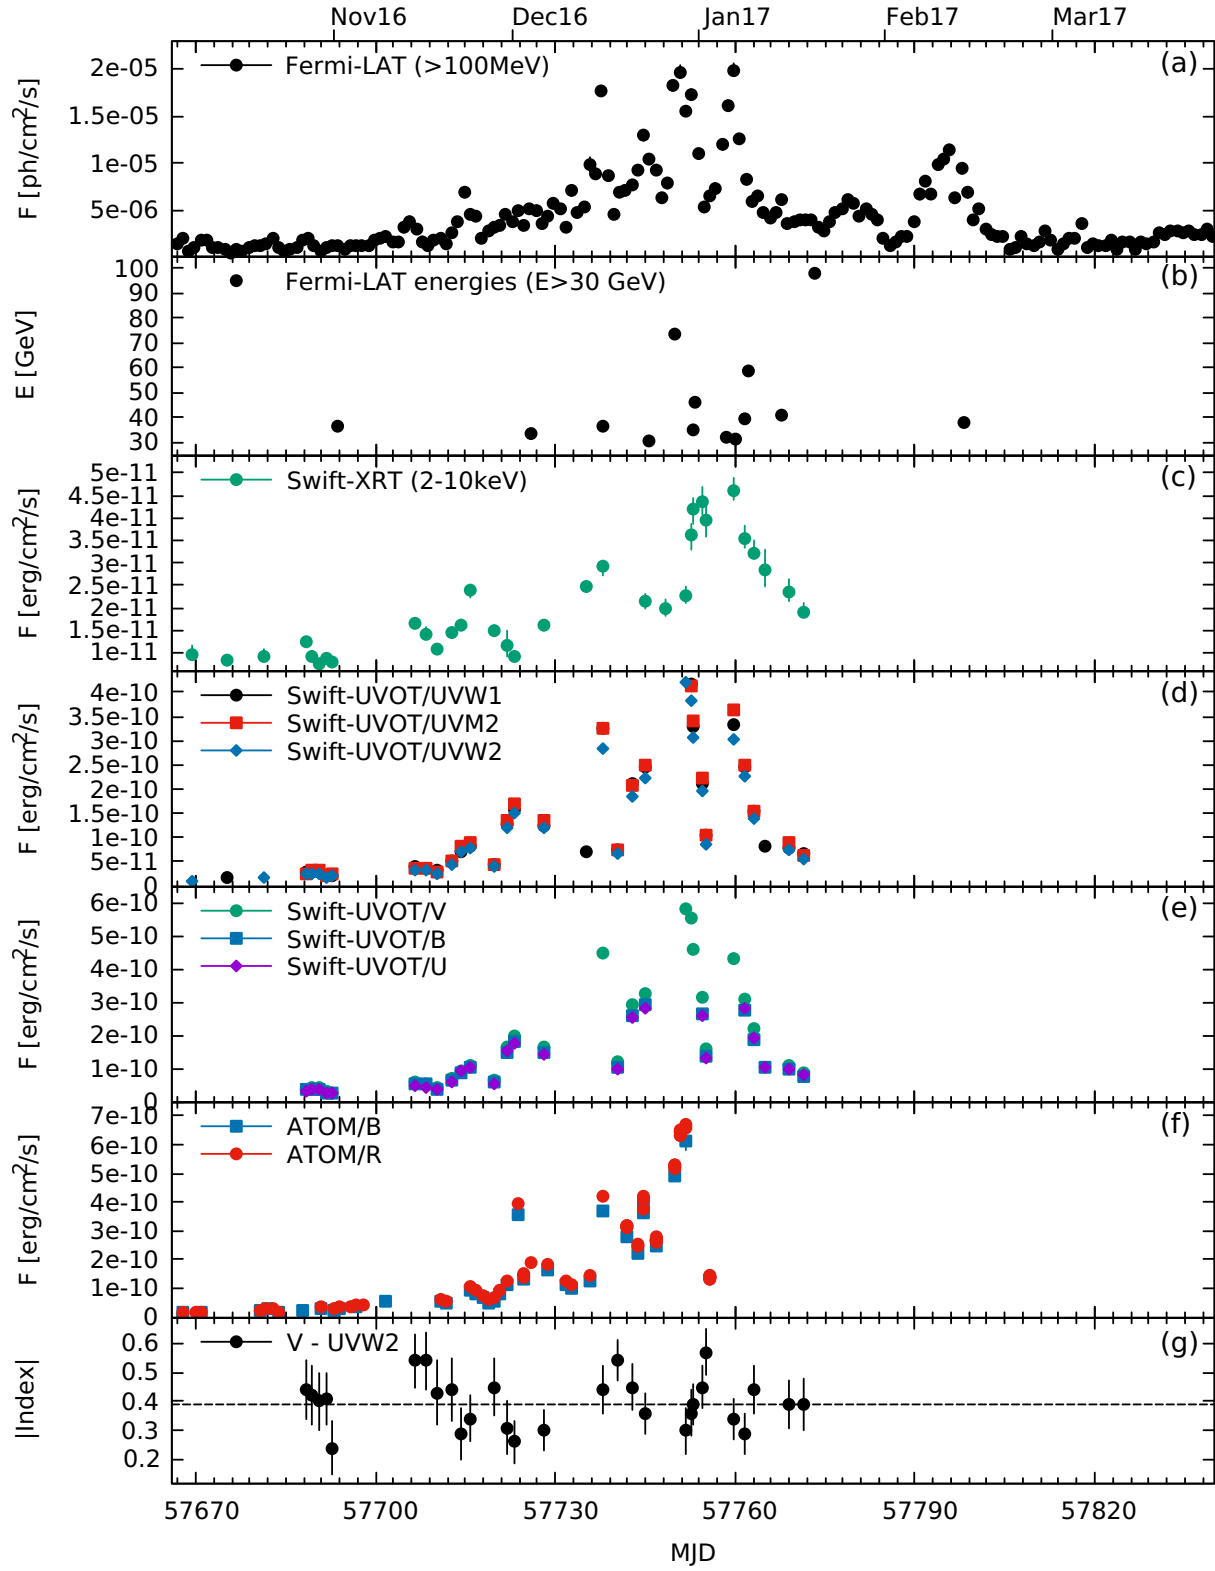 Nov16 Dec16 Jan17 Feb17 Mar17
F [ph/cm²/s]
2e-05
1.5e-05
1e-05
5e-06
Fermi-LAT (>100MeV)
(a)
E [GeV]
100
90
80
70
60
50
40
30
Fermi-LAT energies (E>30 GeV)
(b)
F [erg/cm²/s]
5e-11
4.5e-11
4e-11
3.5e-11
3e-11
2.5e-11
2e-11
1.5e-11
1e-11
Swift-XRT (2-10keV)
(c)
F [erg/cm²/s]
4e-10
3.5e-10
3e-10
2.5e-10
2e-10
1.5e-10
1e-10
5e-11
0
Swift-UVOT/UVW1
Swift-UVOT/UVM2
Swift-UVOT/UVW2
(d)
F [erg/cm²/s]
6e-10
5e-10
4e-10
3e-10
2e-10
1e-10
0
Swift-UVOT/V
Swift-UVOT/B
Swift-UVOT/U
(e)
F [erg/cm²/s]
7e-10
6e-10
5e-10
4e-10
3e-10
2e-10
1e-10
0
ATOM/B
ATOM/R
(f)
|Index|
0.6
0.5
0.4
0.3
0.2
V - UVW2
(g)
57670 57700 57730 57760 57790 57820
MJD